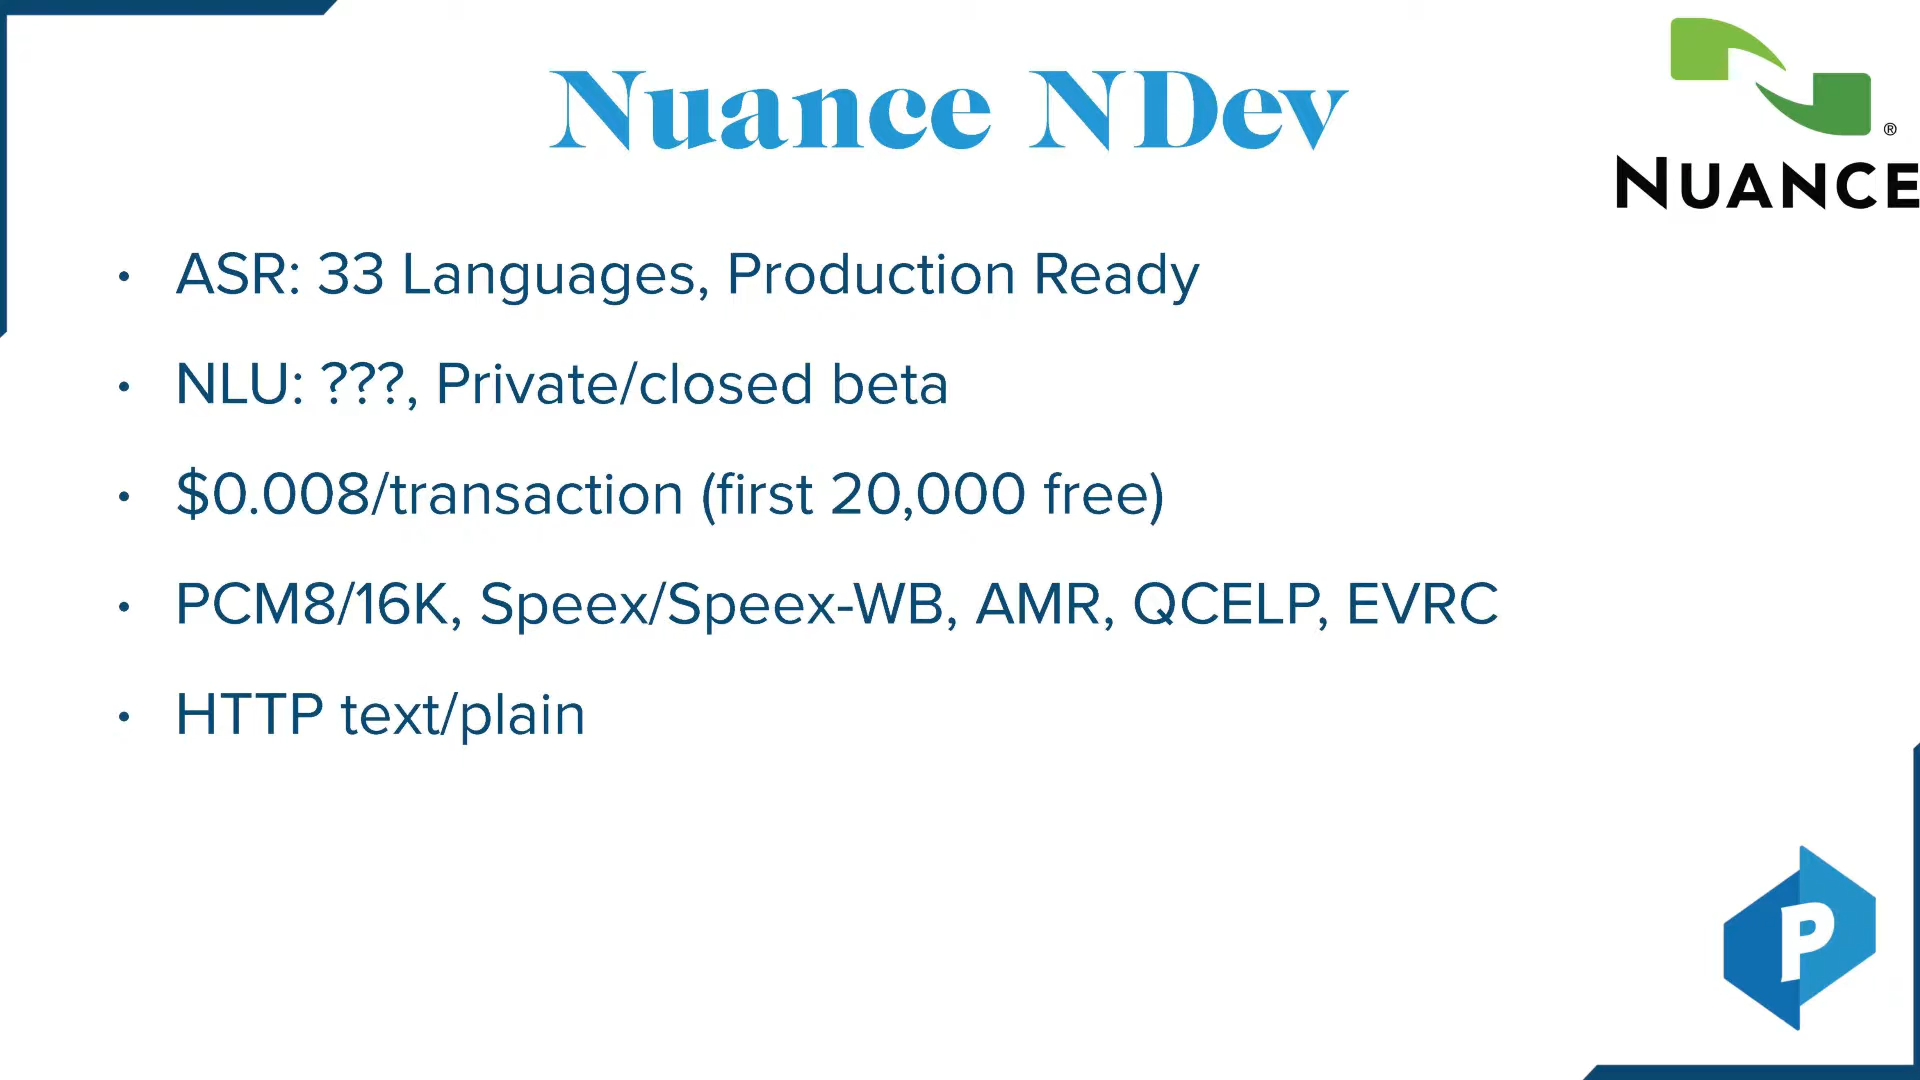 Nuance NDev
®
NUANCE
• ASR: 33 Languages, Production Ready
• NLU: ???, Private/closed beta
• $0.008/transaction (first 20,000 free)
• PCM8/16K, Speex/Speex-WB, AMR, QCELP, EVRC
• HTTP text/plain
P